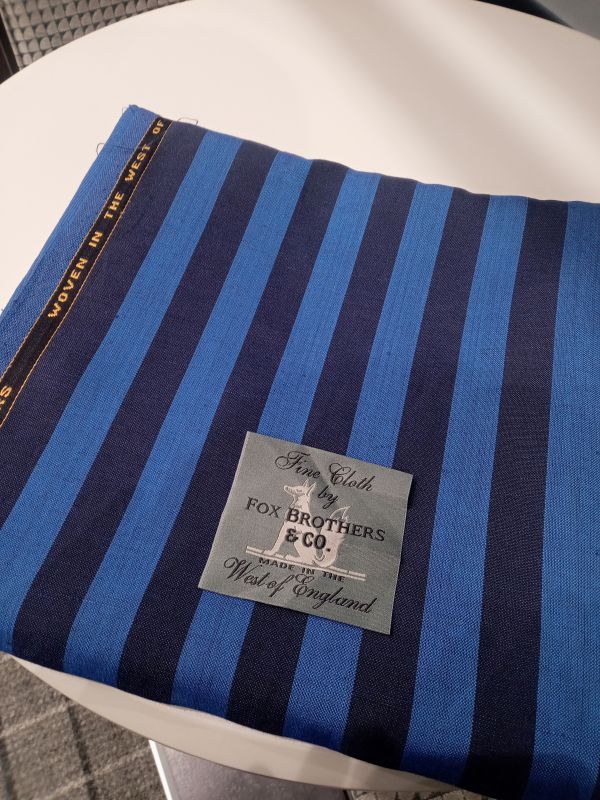 WOVEN IN THE WEST OF
Fine Cloth
by
FOX BROTHERS
& CO.
MADE IN THE
West of England